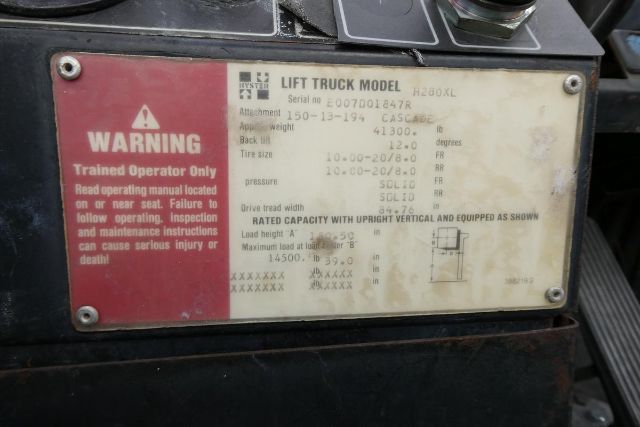 WARNING
Trained Operator Only
Read operating manual located
on or near seat. Failure to
follow operating, inspection
and maintenance instructions
can cause serious injury or
death!
HYSTER
LIFT TRUCK MODEL H280XL
Serial no E007D01847R
Attachment 150-13-194 CASCADE
Approx weight 41300. lb
Back tilt 12.0 degrees
Tire size 10.00-20/8.0 FR
10.00-20/8.0 RR
pressure SOLID FR
SOLID RR
Drive tread width 84.76 in
RATED CAPACITY WITH UPRIGHT VERTICAL AND EQUIPPED AS SHOWN
Load height "A" in
Maximum load at load center "B"
14500. lb 39.0 in
XXXXXXX lb XXXXXX in
XXXXXXX lb XXXXXX in